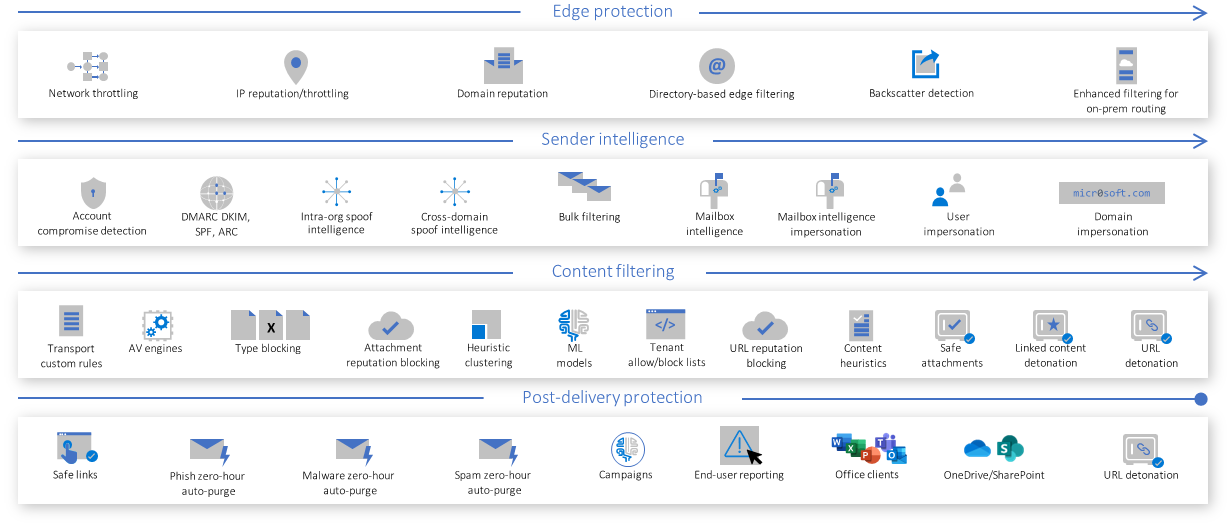 Edge protection
Network throttling
IP reputation/throttling
Domain reputation
@
Directory-based edge filtering
Backscatter detection
Enhanced filtering for
on-prem routing
Sender intelligence
Account
compromise detection
DMARC DKIM,
SPF, ARC
Intra-org spoof
intelligence
Cross-domain
spoof intelligence
Bulk filtering
Mailbox
intelligence
Mailbox intelligence
impersonation
User
impersonation
micr0soft.com
Domain
impersonation
Content filtering
Transport
custom rules
AV engines
X
Type blocking
Attachment
reputation blocking
Heuristic
clustering
ML
models
</>
Tenant
allow/block lists
URL reputation
blocking
Content
heuristics
Safe
attachments
Linked content
detonation
URL
detonation
Post-delivery protection
Safe links
Phish zero-hour
auto-purge
Malware zero-hour
auto-purge
Spam zero-hour
auto-purge
Campaigns
End-user reporting
W
X
P
T
O
Office clients
S
OneDrive/SharePoint
URL detonation